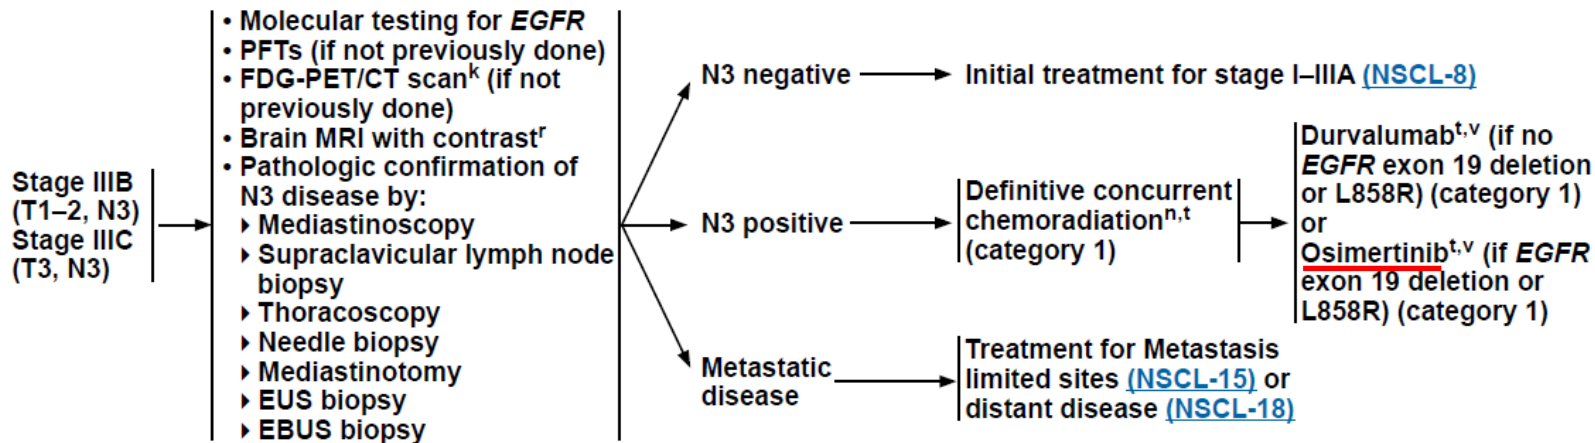 Stage IIIB
(T1–2, N3)
Stage IIIC
(T3, N3)
• Molecular testing for EGFR
• PFTs (if not previously done)
• FDG-PET/CT scanᵏ (if not
previously done)
• Brain MRI with contrastʳ
• Pathologic confirmation of
N3 disease by:
▸ Mediastinoscopy
▸ Supraclavicular lymph node
biopsy
▸ Thoracoscopy
▸ Needle biopsy
▸ Mediastinotomy
▸ EUS biopsy
▸ EBUS biopsy
N3 negative
Initial treatment for stage I–IIIA (NSCL-8)
N3 positive
Definitive concurrent
chemoradiationⁿ,ᵗ
(category 1)
Durvalumabᵗ,ᵛ (if no
EGFR exon 19 deletion
or L858R) (category 1)
or
Osimertinibᵗ,ᵛ (if EGFR
exon 19 deletion or
L858R) (category 1)
Metastatic
disease
Treatment for Metastasis
limited sites (NSCL-15) or
distant disease (NSCL-18)